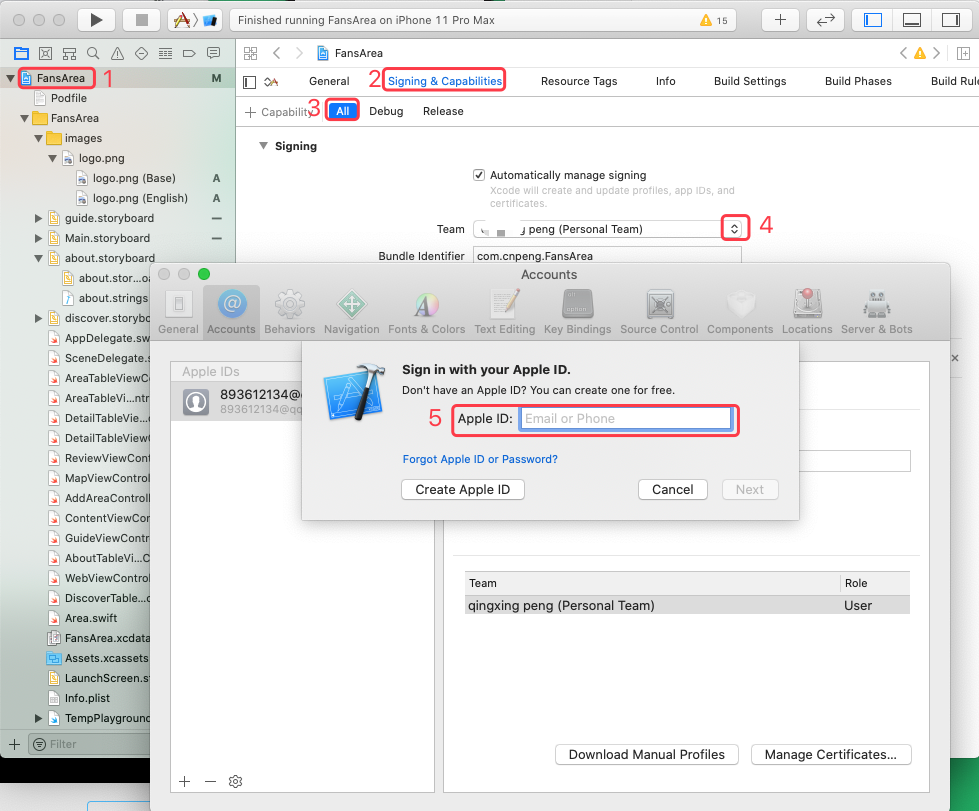 Finished running FansArea on iPhone 11 Pro Max
15
FansArea
1
M
Podfile
FansArea
images
logo.png
logo.png (Base)
A
logo.png (English)
A
guide.storyboard
Main.storyboard
about.storyboard
about.stor...oa
about.strings
discover.storybo
AppDelegate.sw
SceneDelegate.s
AreaTableViewCo
AreaTableVi...ntr
DetailTableVie...
DetailTableViewC
ReviewViewCont
MapViewControl
AddAreaControll
ContentViewCon
GuideViewContr
AboutTableVi...C
WebViewControl
DiscoverTable...c
Area.swift
FansArea.xcdata
Assets.xcassets
LaunchScreen.st
Info.plist
TempPlayground
Filter
FansArea
General
2
Signing & Capabilities
Resource Tags
Info
Build Settings
Build Phases
Build Rule
Capability
3
All
Debug
Release
Signing
Automatically manage signing
Xcode will create and update profiles, app IDs, and
certificates.
Team
peng (Personal Team)
4
Bundle Identifier
com.cnpeng.FansArea
Accounts
General
Accounts
Behaviors
Navigation
Fonts & Colors
Text Editing
Key Bindings
Source Control
Components
Locations
Server & Bots
option
Apple IDs
893612134@
893612134@qq
Sign in with your Apple ID.
Don't have an Apple ID? You can create one for free.
5
Apple ID:
Email or Phone
Forgot Apple ID or Password?
Create Apple ID
Cancel
Next
Team
Role
qingxing peng (Personal Team)
User
Download Manual Profiles
Manage Certificates...